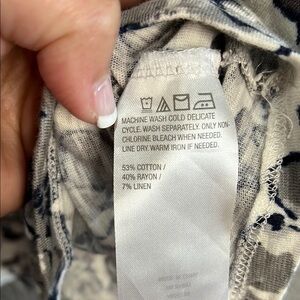 MACHINE WASH COLD DELICATE
CYCLE. WASH SEPARATELY. ONLY NON-
CHLORINE BLEACH WHEN NEEDED.
LINE DRY. WARM IRON IF NEEDED.
53% COTTON /
40% RAYON /
7% LINEN